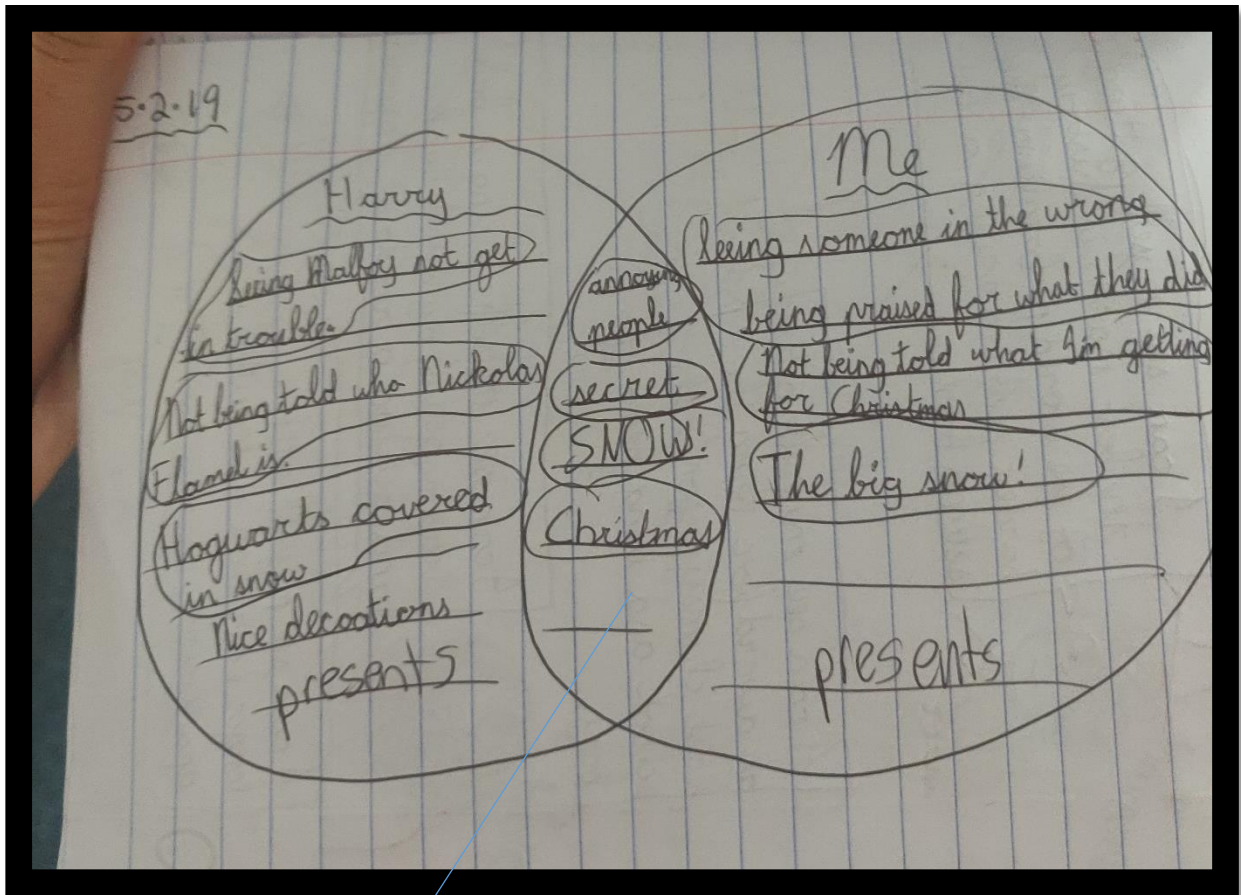 5.2.19
Harry
Seeing Malfoy not get
in trouble.
Not being told who Nickolas
Flamel is.
Hogwarts covered
in snow
Nice decoations
presents
annoying
people
secret
SNOW!
Christmas
Me
Seeing someone in the wrong
being praised for what they did
Not being told what Im getting
for Christmas
The big snow!
presents